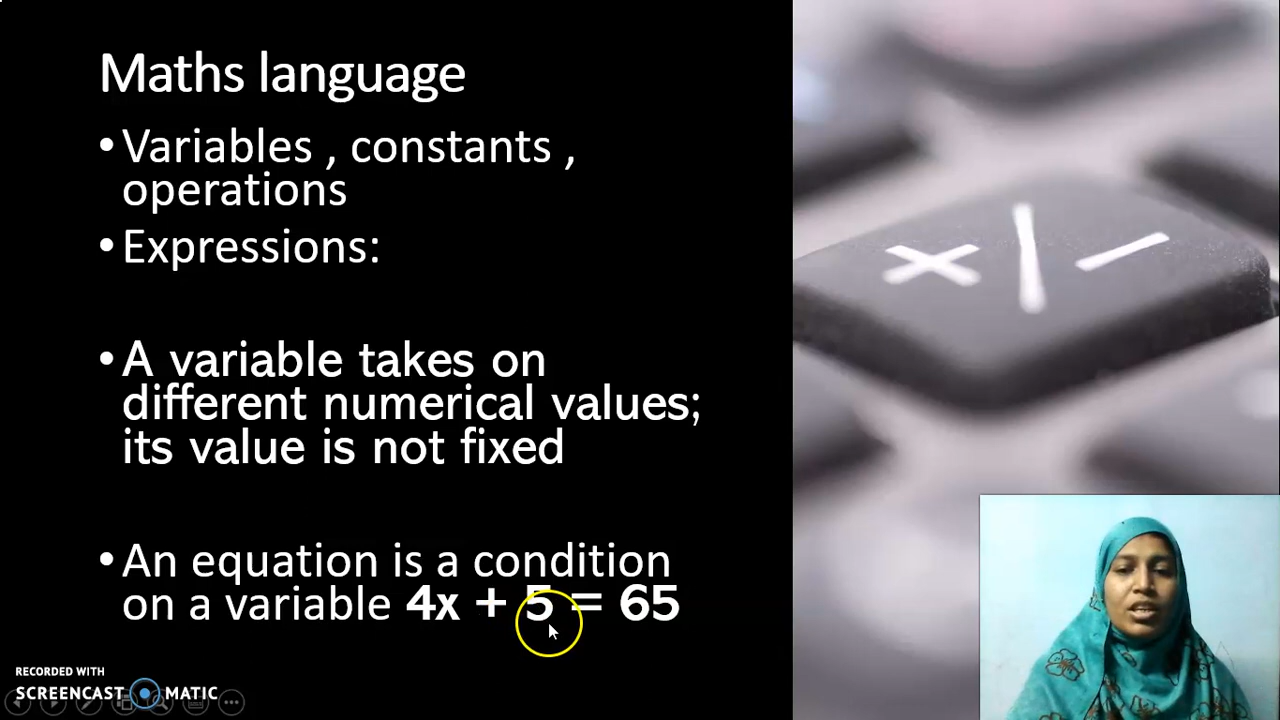 Maths language
• Variables , constants ,
operations
• Expressions:
• A variable takes on
different numerical values;
its value is not fixed
• An equation is a condition
on a variable 4x + 5 = 65
RECORDED WITH
SCREENCAST MATIC
+/-